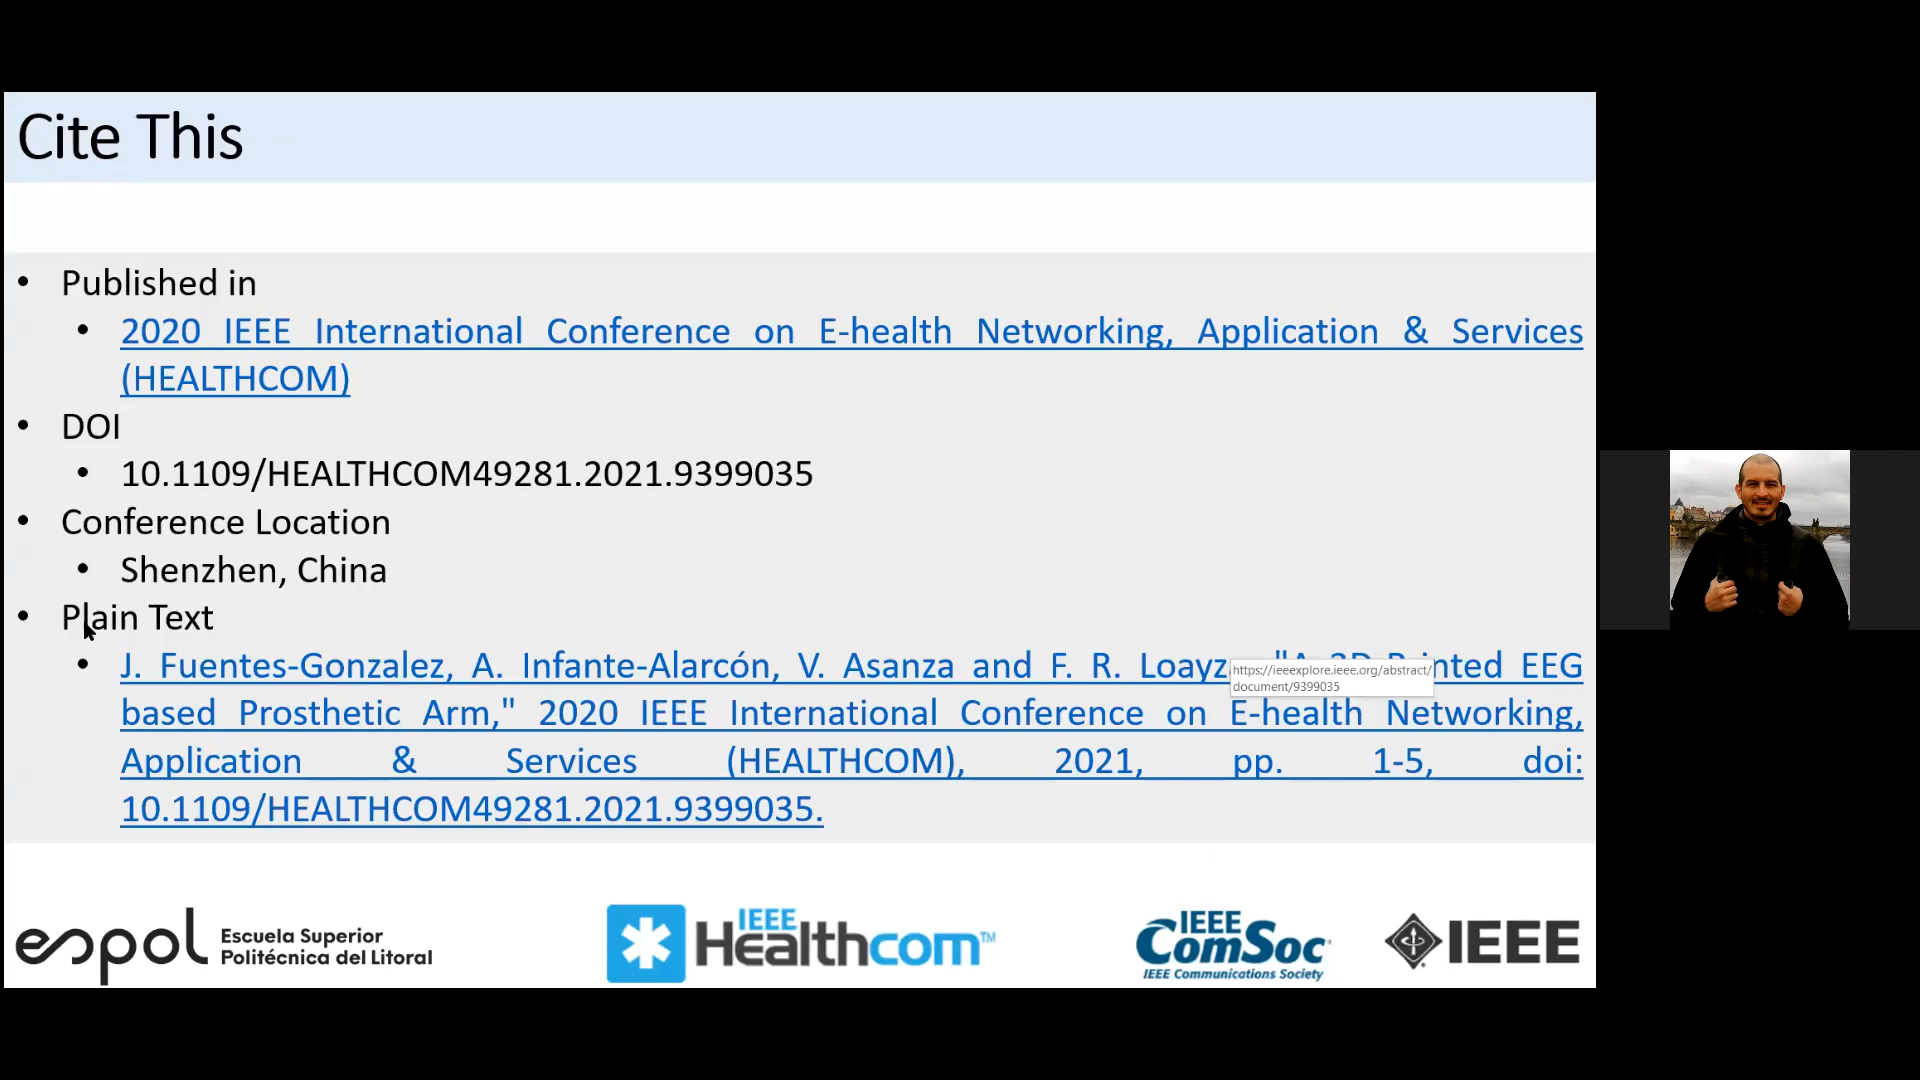 Cite This
• Published in
• 2020 IEEE International Conference on E-health Networking, Application & Services
(HEALTHCOM)
• DOI
• 10.1109/HEALTHCOM49281.2021.9399035
• Conference Location
• Shenzhen, China
• Plain Text
• J. Fuentes-Gonzalez, A. Infante-Alarcón, V. Asanza and F. R. EEG
https://ieeexplore.ieee.org/abstract/
document/9399035
based Prosthetic Arm," 2020 IEEE International Conference on E-health Networking,
Application & Services (HEALTHCOM), 2021, pp. 1-5, doi:
10.1109/HEALTHCOM49281.2021.9399035.
espol Escuela Superior
Politécnica del Litoral
IEEE
Healthcom™
IEEE
ComSoc
IEEE Communications Society
IEEE